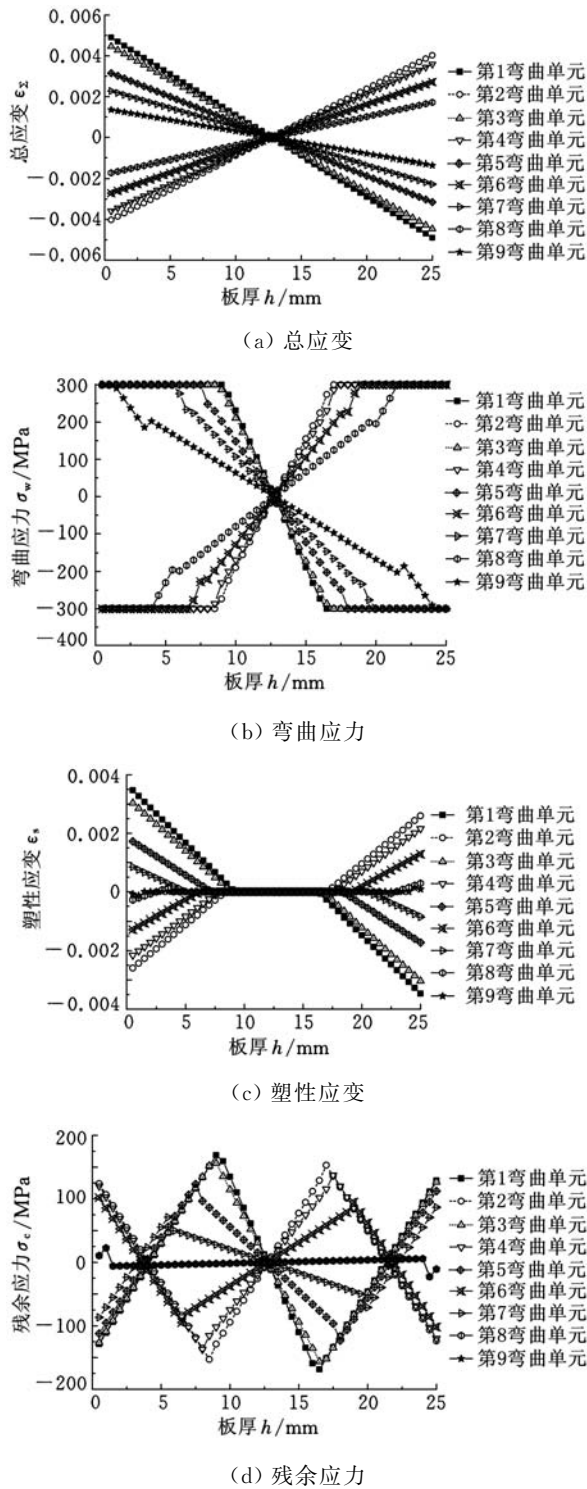 0.006
0.004
0.002
0
-0.002
-0.004
-0.006
总应变 εΣ
0 5 10 15 20 25
板厚 h/mm
第1弯曲单元
第2弯曲单元
第3弯曲单元
第4弯曲单元
第5弯曲单元
第6弯曲单元
第7弯曲单元
第8弯曲单元
第9弯曲单元
(a) 总应变
300
200
100
0
-100
-200
-300
-400
弯曲应力 σw/MPa
0 5 10 15 20 25
板厚 h/mm
第1弯曲单元
第2弯曲单元
第3弯曲单元
第4弯曲单元
第5弯曲单元
第6弯曲单元
第7弯曲单元
第8弯曲单元
第9弯曲单元
(b) 弯曲应力
0.004
0.002
0
-0.002
-0.004
塑性应变 εs
0 5 10 15 20 25
板厚 h/mm
第1弯曲单元
第2弯曲单元
第3弯曲单元
第4弯曲单元
第5弯曲单元
第6弯曲单元
第7弯曲单元
第8弯曲单元
第9弯曲单元
(c) 塑性应变
200
100
0
-100
-200
残余应力 σc/MPa
0 5 10 15 20 25
板厚 h/mm
第1弯曲单元
第2弯曲单元
第3弯曲单元
第4弯曲单元
第5弯曲单元
第6弯曲单元
第7弯曲单元
第8弯曲单元
第9弯曲单元
(d) 残余应力